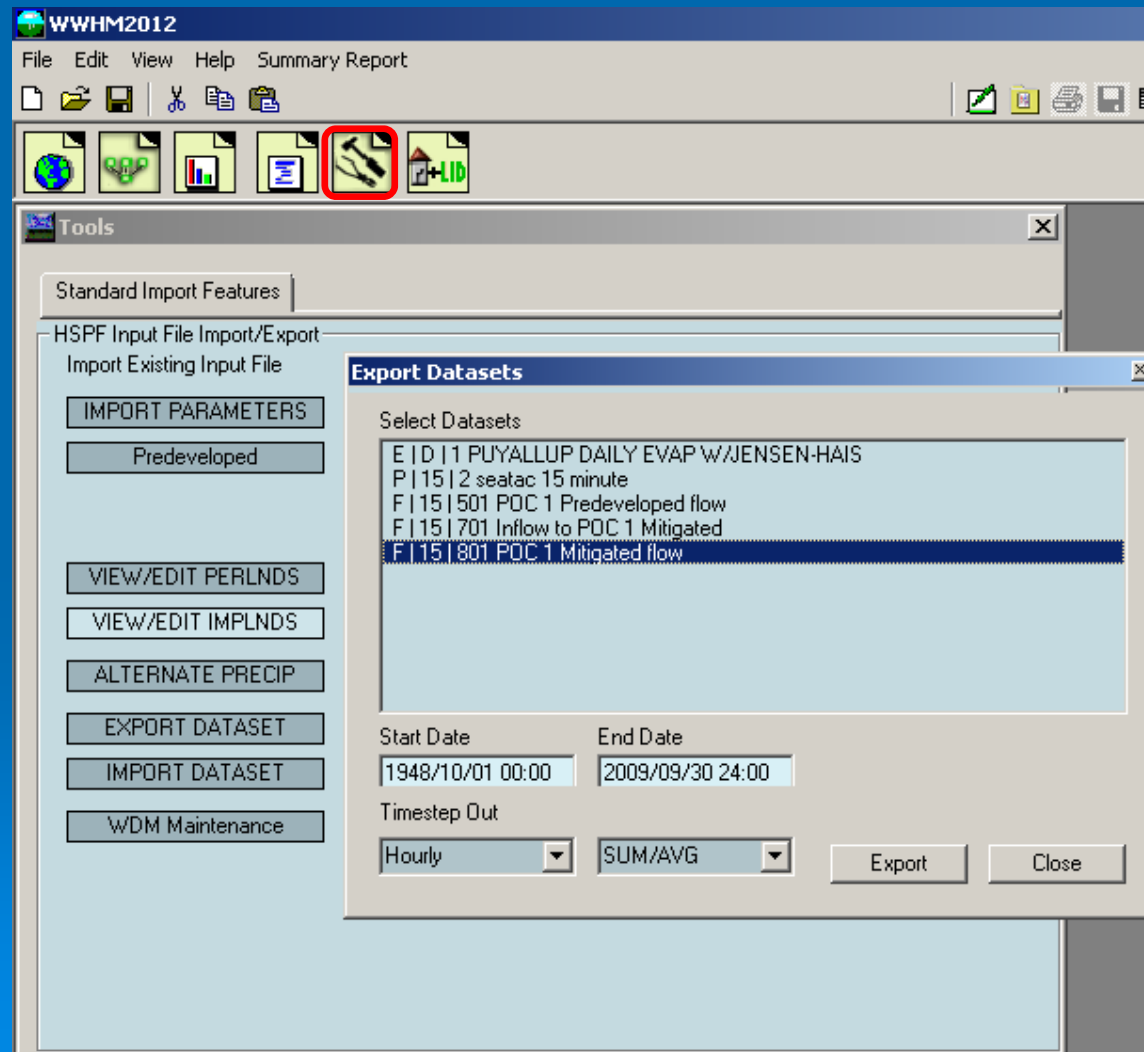 WWHM2012
File Edit View Help Summary Report
+LID
Tools
Standard Import Features
HSPF Input File Import/Export
Import Existing Input File
IMPORT PARAMETERS
Predeveloped
VIEW/EDIT PERLNDS
VIEW/EDIT IMPLNDS
ALTERNATE PRECIP
EXPORT DATASET
IMPORT DATASET
WDM Maintenance
Export Datasets
Select Datasets
E | D | 1 PUYALLUP DAILY EVAP W/JENSEN-HAIS
P | 15 | 2 seatac 15 minute
F | 15 | 501 POC 1 Predeveloped flow
F | 15 | 701 Inflow to POC 1 Mitigated
F | 15 | 801 POC 1 Mitigated flow
Start Date End Date
1948/10/01 00:00 2009/09/30 24:00
Timestep Out
Hourly SUM/AVG Export Close